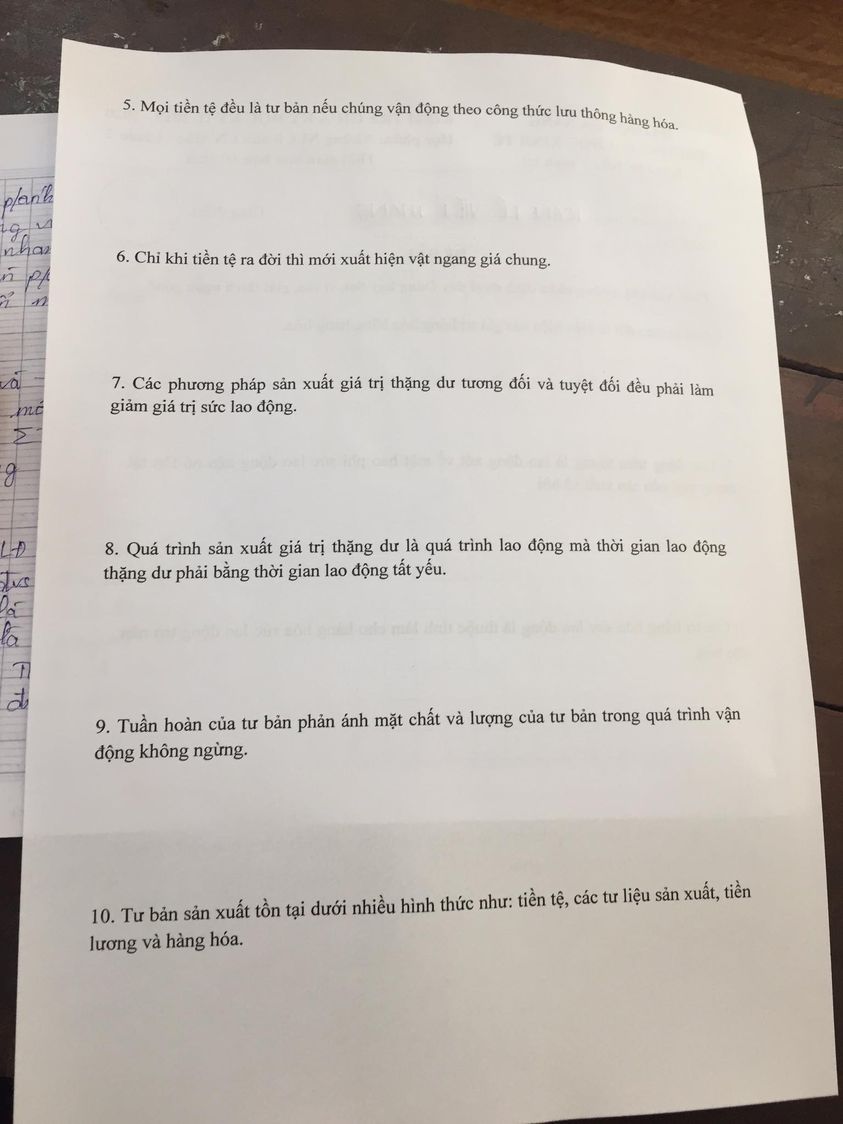 5. Mọi tiền tệ đều là tư bản nếu chúng vận động theo công thức lưu thông hàng hóa.
6. Chỉ khi tiền tệ ra đời thì mới xuất hiện vật ngang giá chung.
7. Các phương pháp sản xuất giá trị thặng dư tương đối và tuyệt đối đều phải làm
giảm giá trị sức lao động.
8. Quá trình sản xuất giá trị thặng dư là quá trình lao động mà thời gian lao động
thặng dư phải bằng thời gian lao động tất yếu.
9. Tuần hoàn của tư bản phản ánh mặt chất và lượng của tư bản trong quá trình vận
động không ngừng.
10. Tư bản sản xuất tồn tại dưới nhiều hình thức như: tiền tệ, các tư liệu sản xuất, tiền
lương và hàng hóa.